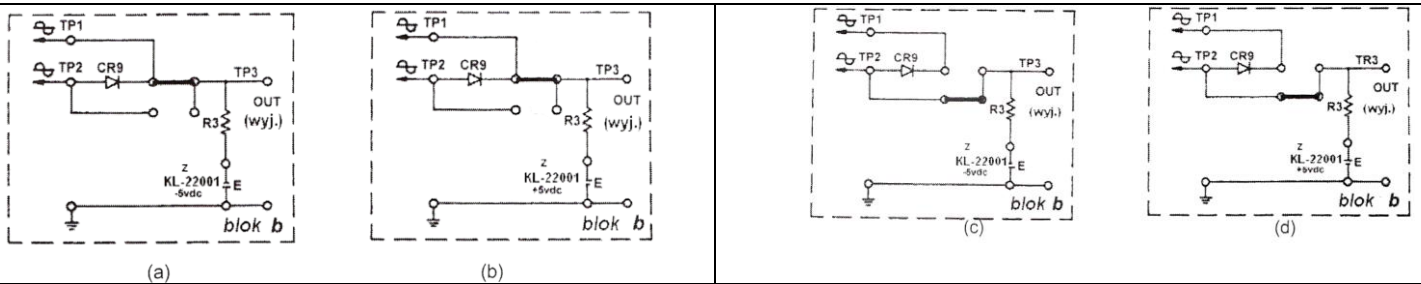 TP1
TP2 CR9 TP3
OUT
R3 (wyj.)
Z
KL-22001 E
-5vdc
blok b
(a)
TP1
TP2 CR9 TP3
OUT
R3 (wyj.)
Z
KL-22001 E
+5vdc
blok b
(b)
TP1
TP2 CR9 TP3
OUT
R3 (wyj.)
Z
KL-22001 E
-5vdc
blok b
(c)
TP1
TP2 CR9 TR3
OUT
R3 (wyj.)
Z
KL-22001 E
+5vdc
blok b
(d)